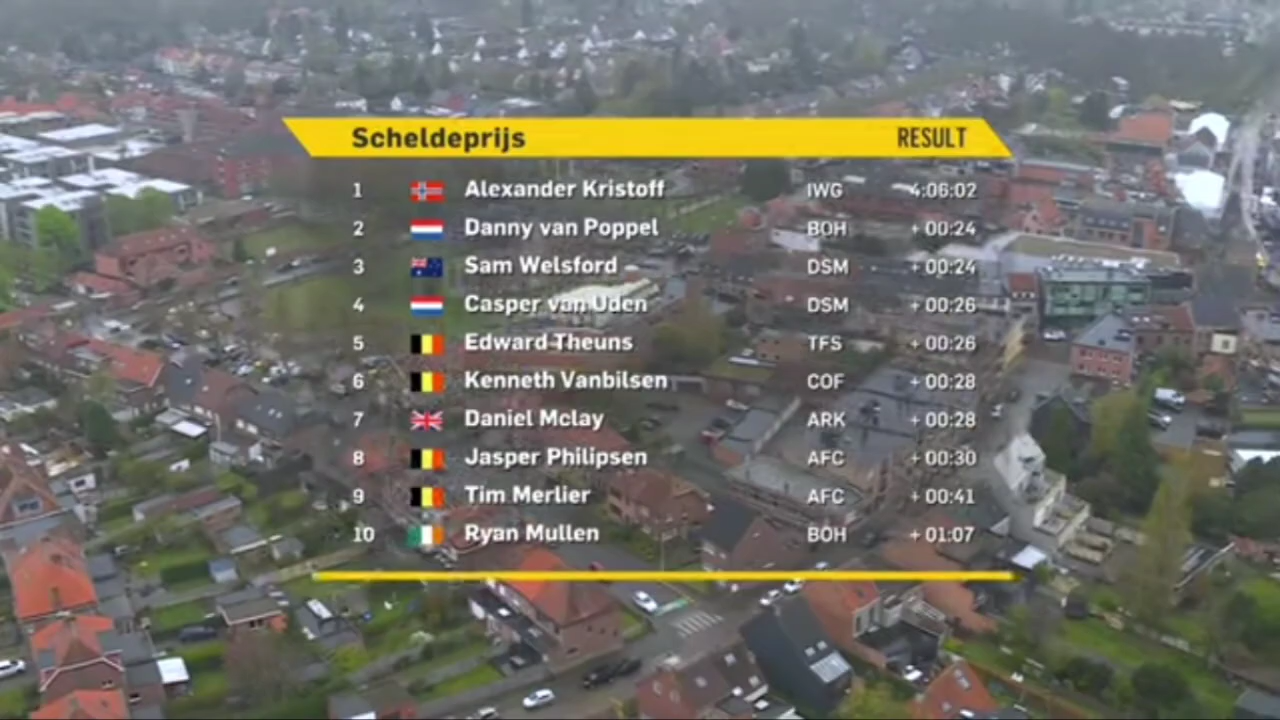 Scheldeprijs RESULT
1 Alexander Kristoff IWG 4:06:02
2 Danny van Poppel BOH + 00:24
3 Sam Welsford DSM + 00:24
4 Casper van Uden DSM + 00:26
5 Edward Theuns TFS + 00:26
6 Kenneth Vanbilsen COF + 00:28
7 Daniel Mclay ARK + 00:28
8 Jasper Philipsen AFC + 00:30
9 Tim Merlier AFC + 00:41
10 Ryan Mullen BOH + 01:07